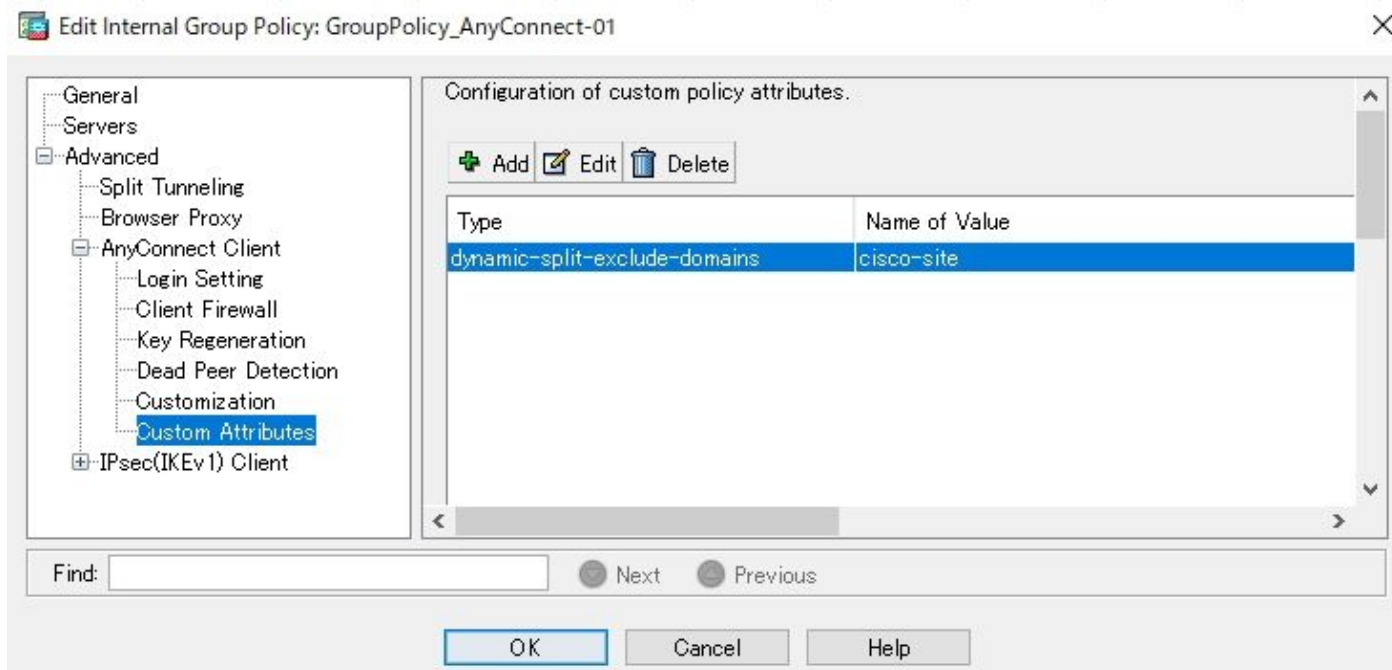 Edit Internal Group Policy: GroupPolicy_AnyConnect-01
General
Servers
Advanced
Split Tunneling
Browser Proxy
AnyConnect Client
Login Setting
Client Firewall
Key Regeneration
Dead Peer Detection
Customization
Custom Attributes
IPsec(IKEv1) Client
Configuration of custom policy attributes.
Add Edit Delete
Type Name of Value
dynamic-split-exclude-domains cisco-site
Find: Next Previous
OK Cancel Help